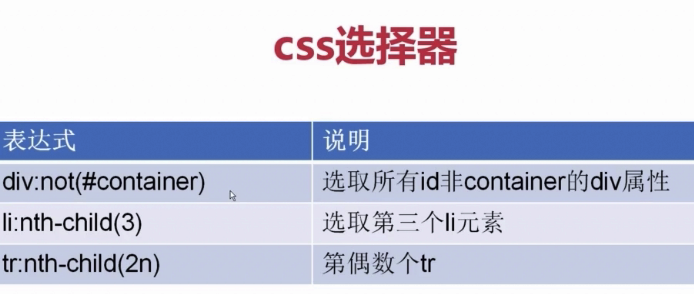 css选择器
表达式 说明
div:not(#container) 选取所有id非container的div属性
li:nth-child(3) 选取第三个li元素
tr:nth-child(2n) 第偶数个tr